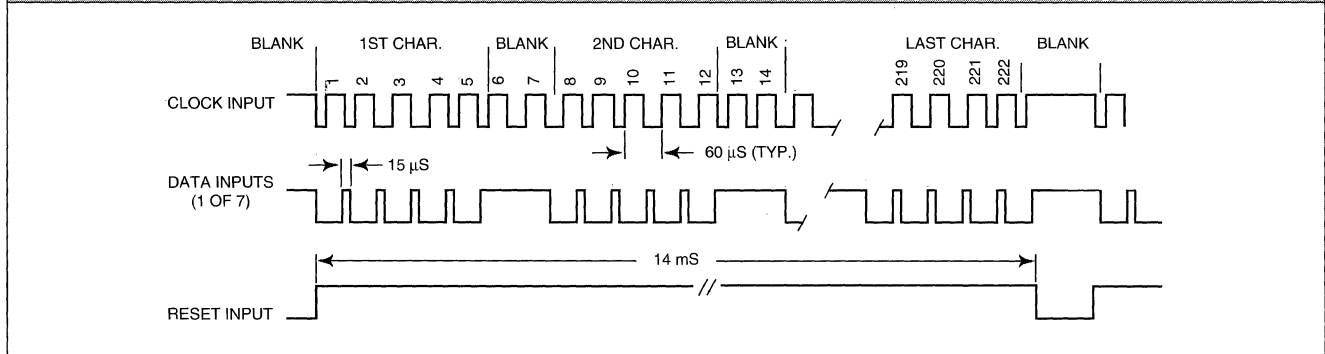 BLANK 1ST CHAR. BLANK 2ND CHAR. BLANK LAST CHAR. BLANK
1 2 3 4 5 6 7 8 9 10 11 12 13 14 219 220 221 222
CLOCK INPUT
60 µS (TYP.)
15 µS
DATA INPUTS
(1 OF 7)
14 mS
//
RESET INPUT